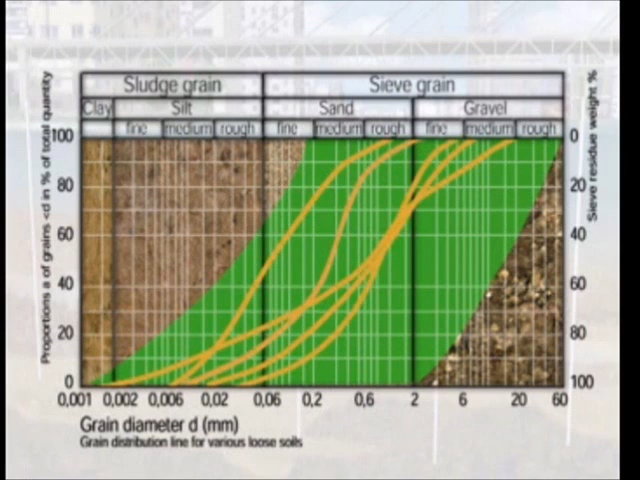 Sludge grain Sieve grain
Clay Silt Sand Gravel
fine medium rough fine medium rough fine medium rough
Proportions a of grains <d in % of total quantity
100
80
60
40
20
0
Sieve residue weight %
0
20
40
60
80
100
0,001 0,002 0,006 0,02 0,06 0,2 0,6 2 6 20 60
Grain diameter d (mm)
Grain distribution line for various loose soils